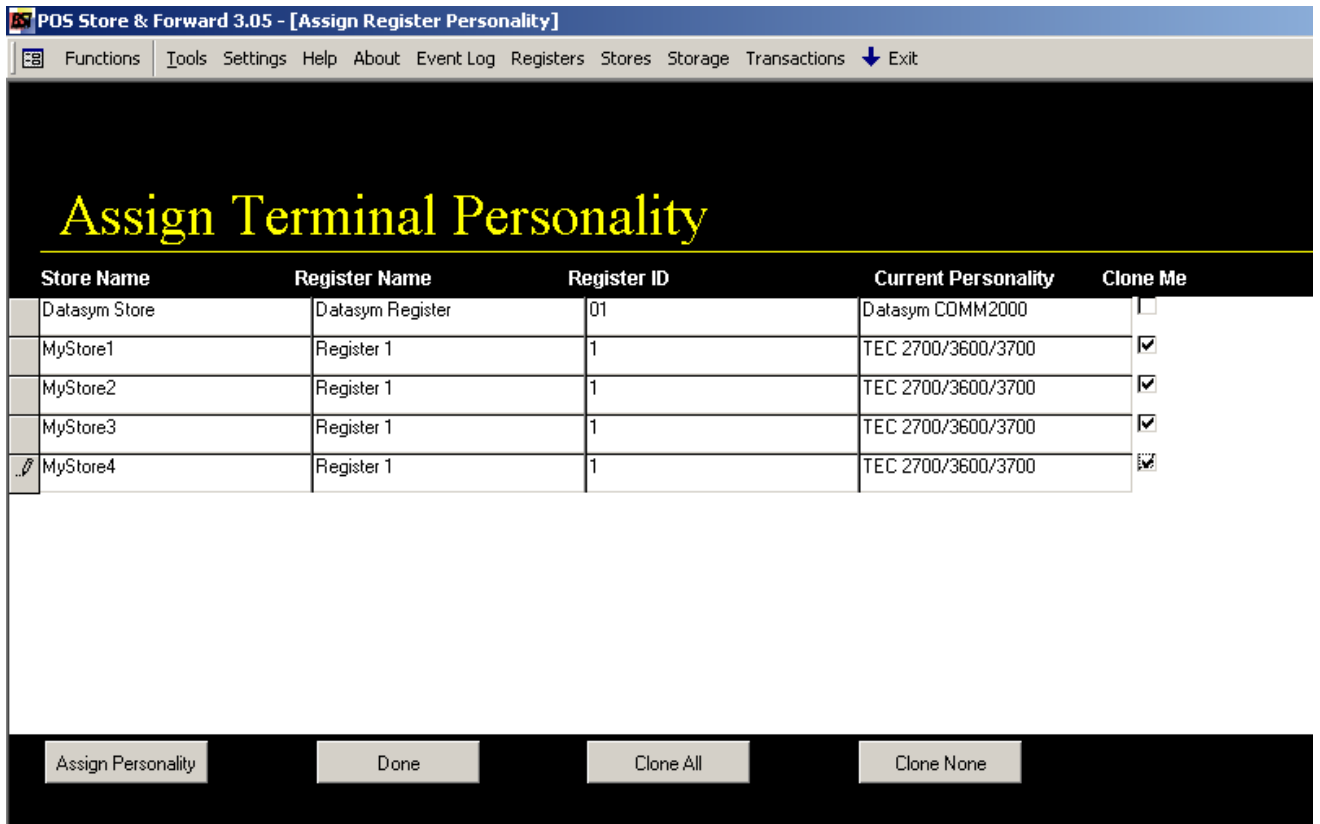 BSI POS Store & Forward 3.05 - [Assign Register Personality]
Functions Tools Settings Help About Event Log Registers Stores Storage Transactions Exit
Assign Terminal Personality
Store Name Register Name Register ID Current Personality Clone Me
Datasym Store Datasym Register 01 Datasym COMM2000
MyStore1 Register 1 1 TEC 2700/3600/3700
MyStore2 Register 1 1 TEC 2700/3600/3700
MyStore3 Register 1 1 TEC 2700/3600/3700
MyStore4 Register 1 1 TEC 2700/3600/3700
Assign Personality Done Clone All Clone None